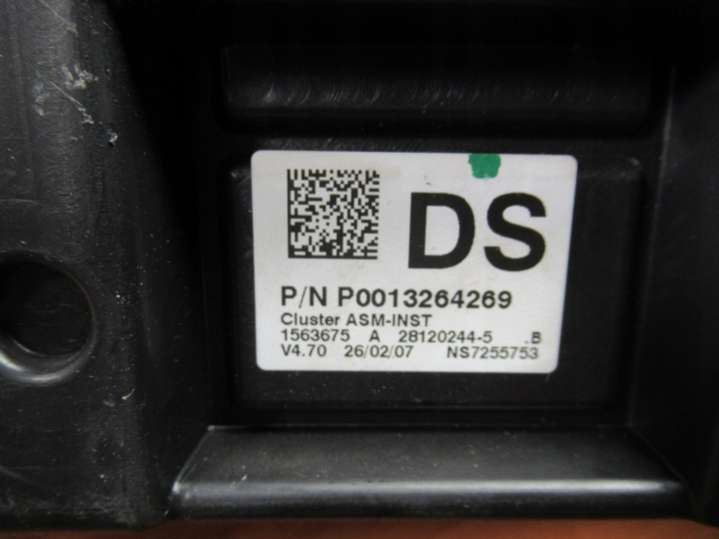 DS
P/N P0013264269
Cluster ASM-INST
1563675 A 28120244-5 .B
V4.70 26/02/07 NS7255753